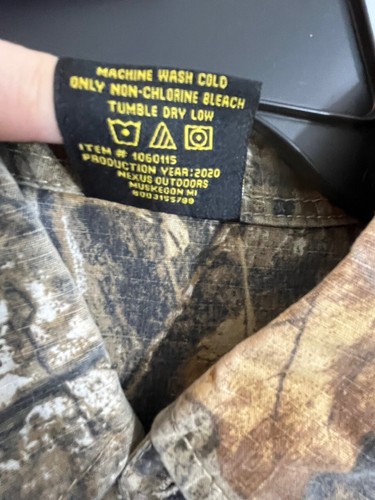 MACHINE WASH COLD
ONLY NON-CHLORINE BLEACH
TUMBLE DRY LOW
ITEM # 1060115
PRODUCTION YEAR:2020
NEXUS OUTDOORS
MUSKEGON MI
8003195799